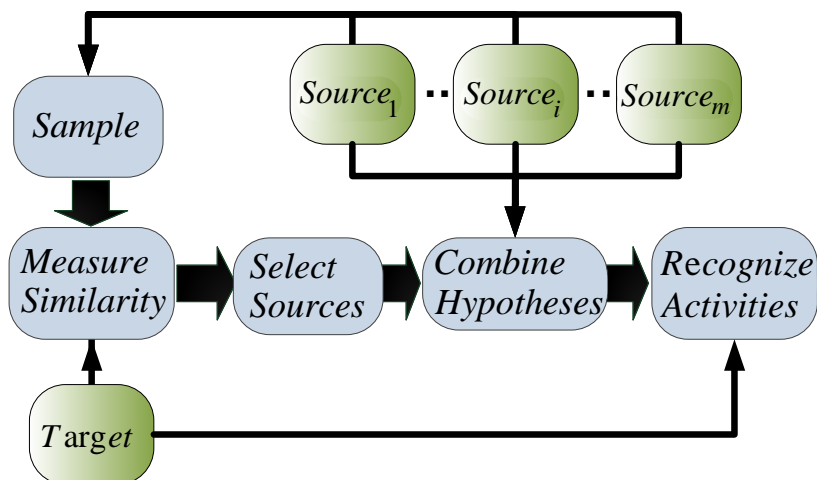 Source1 ·· Sourcei ·· Sourcem
Sample
Measure
Similarity
Select
Sources
Combine
Hypotheses
Recognize
Activities
Target